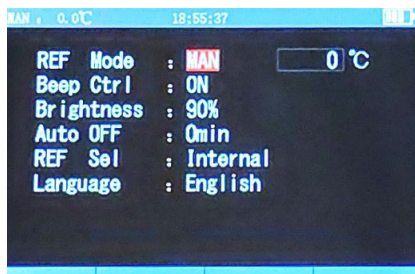 MAN : 0.0℃ 18:55:37
REF Mode : MAN 0 ℃
Beep Ctrl : ON
Brightness : 90%
Auto OFF : 0min
REF Sel : Internal
Language : English